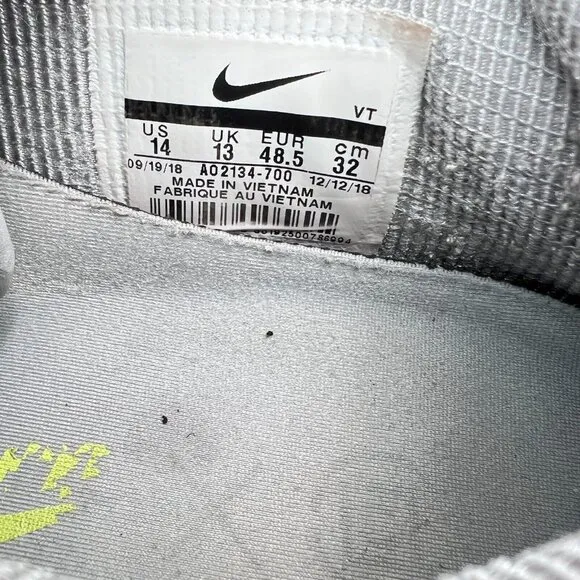 VT
US UK EUR cm
14 13 48.5 32
09/19/18 AO2134-700 12/12/18
MADE IN VIETNAM
FABRIQUE AU VIETNAM